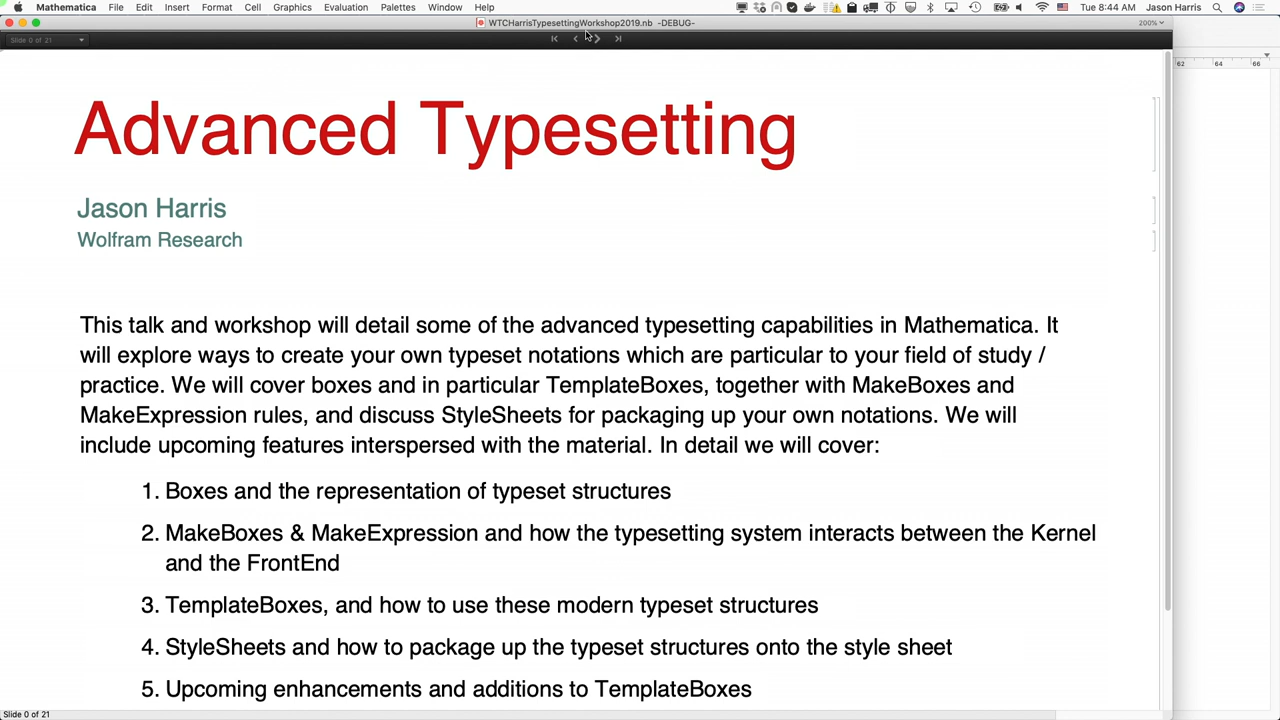 Mathematica File Edit Insert Format Cell Graphics Evaluation Palettes Window Help Tue 8:44 AM Jason Harris
WTCHarrisTypesettingWorkshop2019.nb -DEBUG- 200%
Slide 0 of 21
62 64 66
Advanced Typesetting
Jason Harris
Wolfram Research
This talk and workshop will detail some of the advanced typesetting capabilities in Mathematica. It
will explore ways to create your own typeset notations which are particular to your field of study /
practice. We will cover boxes and in particular TemplateBoxes, together with MakeBoxes and
MakeExpression rules, and discuss StyleSheets for packaging up your own notations. We will
include upcoming features interspersed with the material. In detail we will cover:
1. Boxes and the representation of typeset structures
2. MakeBoxes & MakeExpression and how the typesetting system interacts between the Kernel
and the FrontEnd
3. TemplateBoxes, and how to use these modern typeset structures
4. StyleSheets and how to package up the typeset structures onto the style sheet
5. Upcoming enhancements and additions to TemplateBoxes
Slide 0 of 21